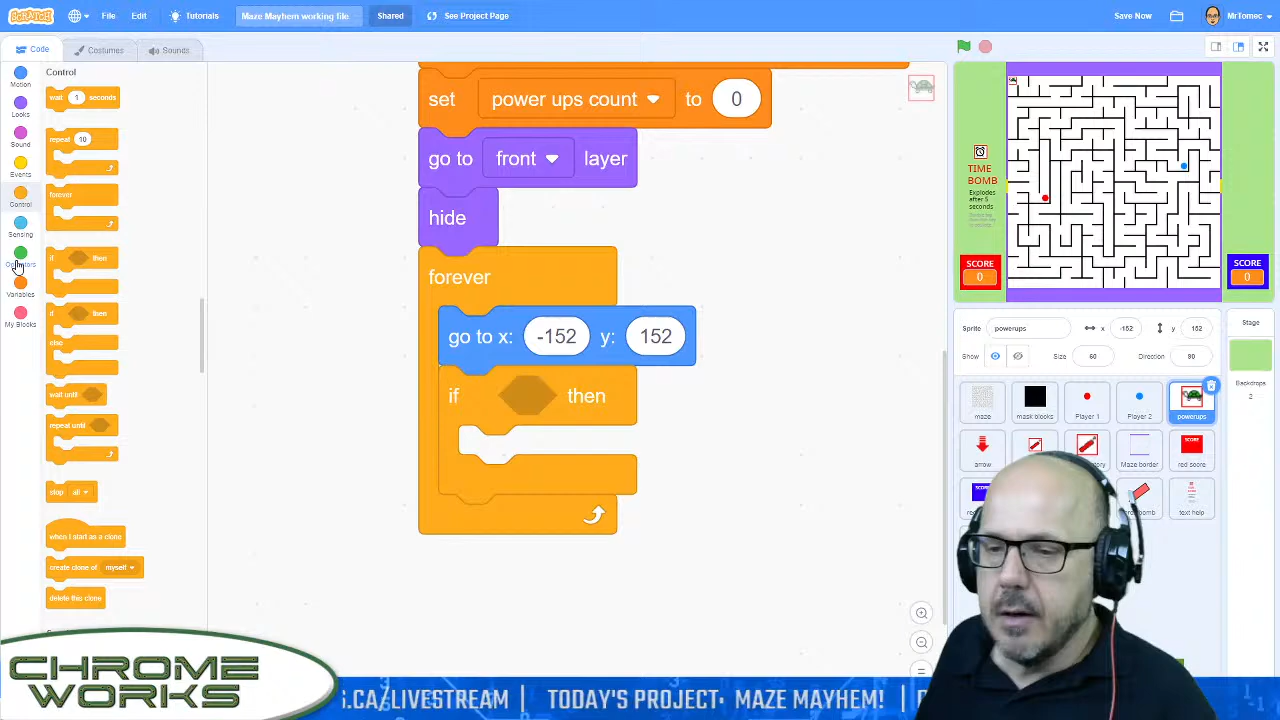 SCRATCH
File
Edit
Tutorials
Maze Mayhem working file
Shared
See Project Page
Save Now
MrTomec
Code
Costumes
Sounds
Motion
Looks
Sound
Events
Control
Sensing
Variables
My Blocks
Control
wait 1 seconds
repeat 10
forever
if then
if then
else
wait until
repeat until
stop all
when I start as a clone
create clone of myself
delete this clone
set power ups count to 0
go to front layer
hide
forever
go to x: -152 y: 152
if then
TIME
BOMB
Explodes
after 5
seconds
SCORE
0
SCORE
0
Sprite powerups x -152 y 152
Show Size 60 Direction 90
Stage
Backdrops
2
maze
mask blocks
Player 1
Player 2
powerups
arrow
Maze border
red score
text help
CHROME
WORKS
.CA/LIVESTREAM | TODAY'S PROJECT: MAZE MAYHEM! |